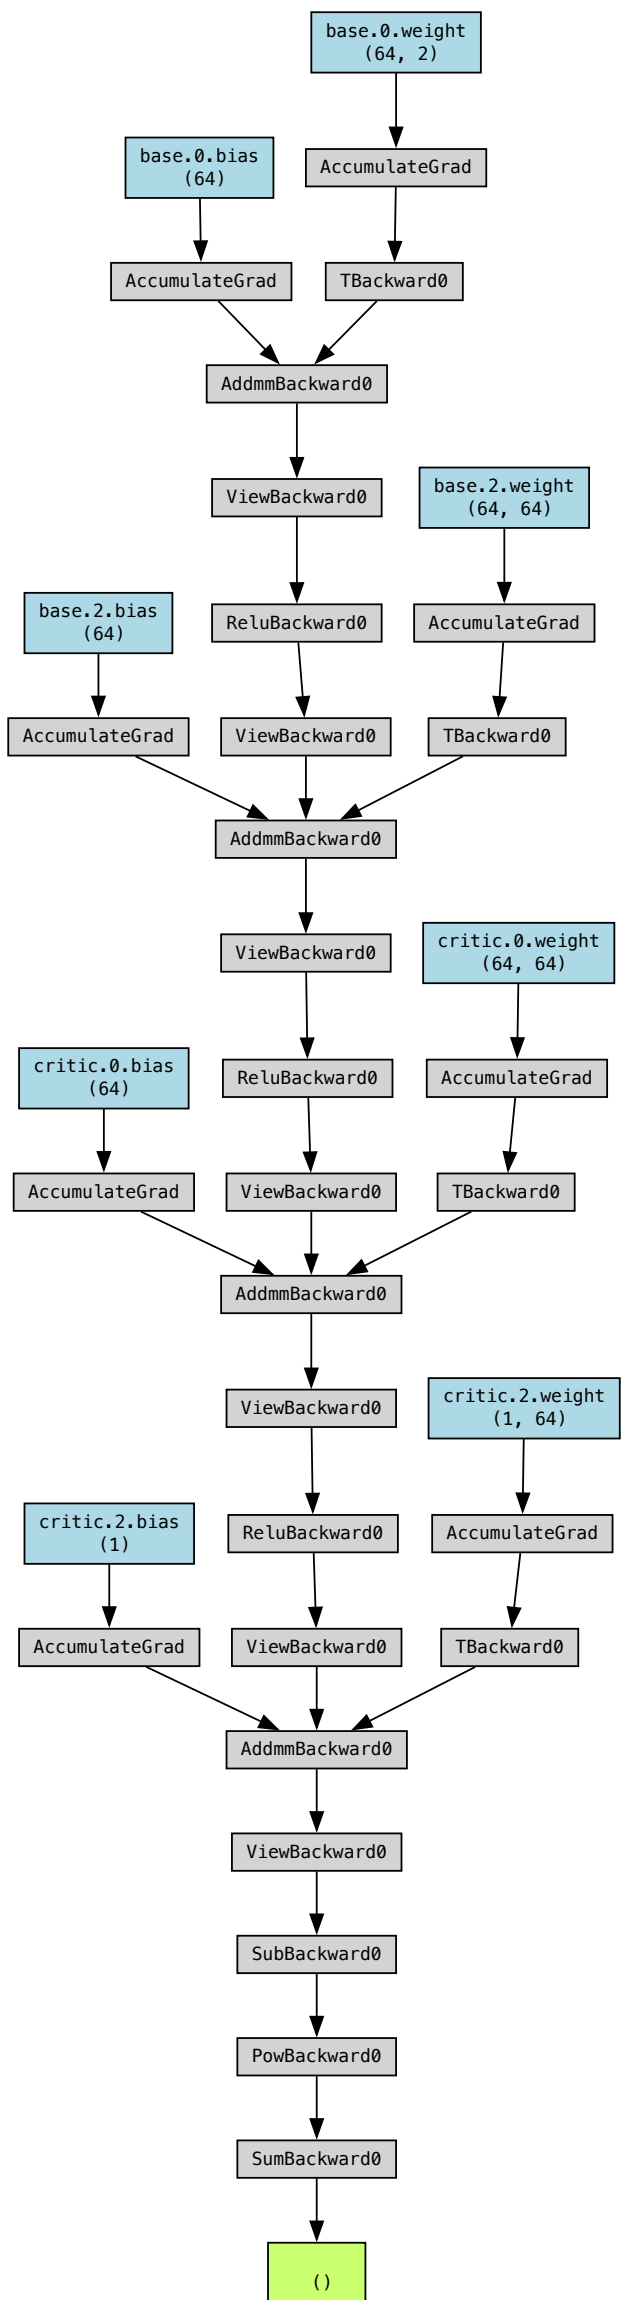 base.0.weight
(64, 2)
base.0.bias
(64)
AccumulateGrad
AccumulateGrad
TBackward0
AddmmBackward0
ViewBackward0
base.2.weight
(64, 64)
base.2.bias
(64)
ReluBackward0
AccumulateGrad
AccumulateGrad
ViewBackward0
TBackward0
AddmmBackward0
ViewBackward0
critic.0.weight
(64, 64)
critic.0.bias
(64)
ReluBackward0
AccumulateGrad
AccumulateGrad
ViewBackward0
TBackward0
AddmmBackward0
ViewBackward0
critic.2.weight
(1, 64)
critic.2.bias
(1)
ReluBackward0
AccumulateGrad
AccumulateGrad
ViewBackward0
TBackward0
AddmmBackward0
ViewBackward0
SubBackward0
PowBackward0
SumBackward0
()